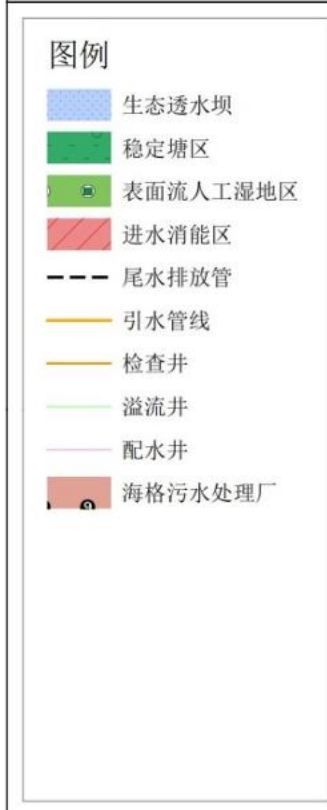 图例
生态透水坝
稳定塘区
表面流人工湿地区
进水消能区
尾水排放管
引水管线
检查井
溢流井
配水井
海格污水处理厂